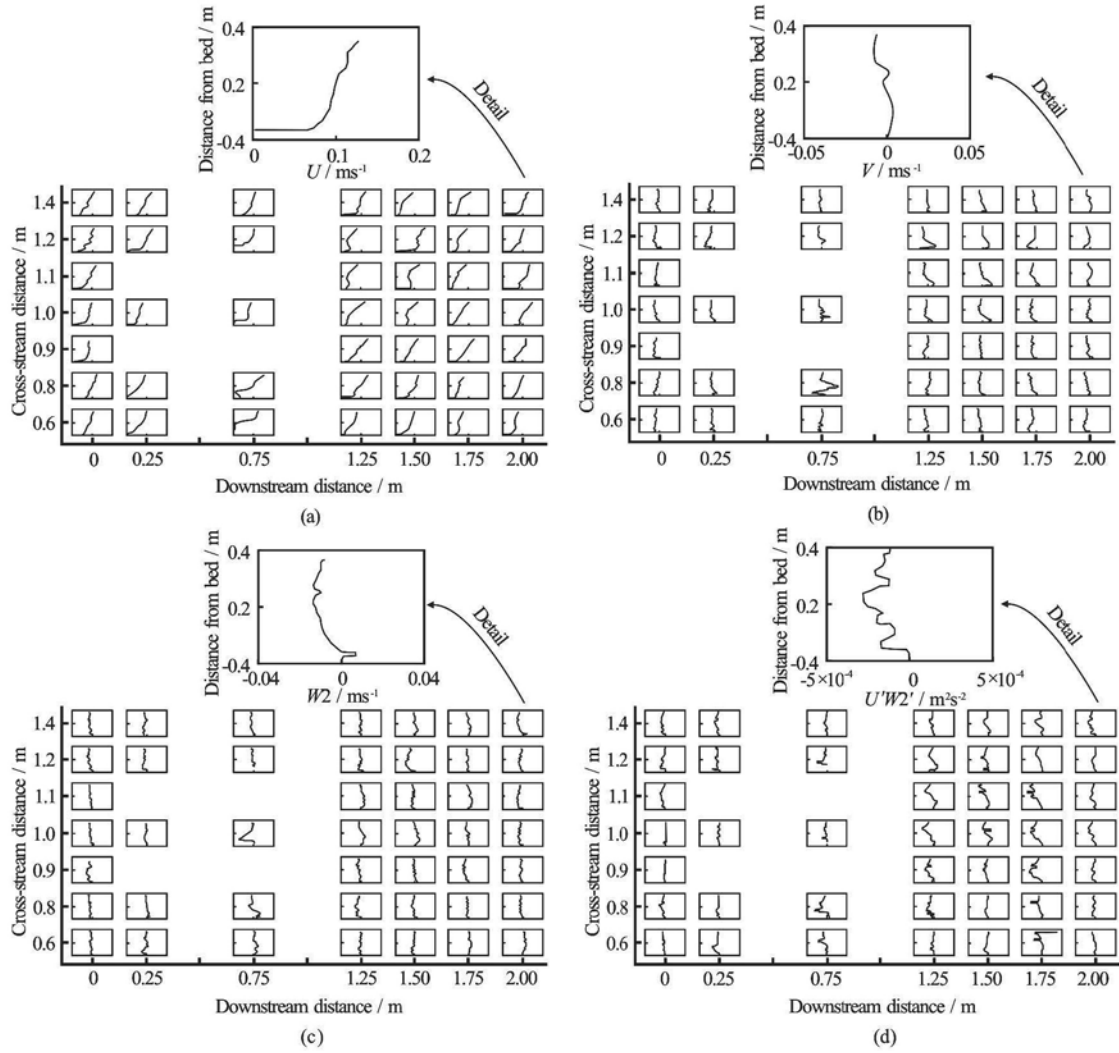 0.4
0.2
-0.4
Distance from bed / m
0
0.1
0.2
U / ms-1
Detail
1.4
1.2
1.1
1.0
0.9
0.8
0.6
Cross-stream distance / m
0 0.25 0.75 1.25 1.50 1.75 2.00
Downstream distance / m
(a)
0.4
0.2
-0.4
Distance from bed / m
-0.05
0
0.05
V / ms-1
Detail
1.4
1.2
1.1
1.0
0.9
0.8
0.6
Cross-stream distance / m
0 0.25 0.75 1.25 1.50 1.75 2.00
Downstream distance / m
(b)
0.4
0.2
-0.4
Distance from bed / m
-0.04
0
0.04
W2 / ms-1
Detail
1.4
1.2
1.1
1.0
0.9
0.8
0.6
Cross-stream distance / m
0 0.25 0.75 1.25 1.50 1.75 2.00
Downstream distance / m
(c)
0.4
0.2
-0.4
Distance from bed / m
-5×10-4
0
5×10-4
U'W2' / m²s-2
Detail
1.4
1.2
1.1
1.0
0.9
0.8
0.6
Cross-stream distance / m
0 0.25 0.75 1.25 1.50 1.75 2.00
Downstream distance / m
(d)